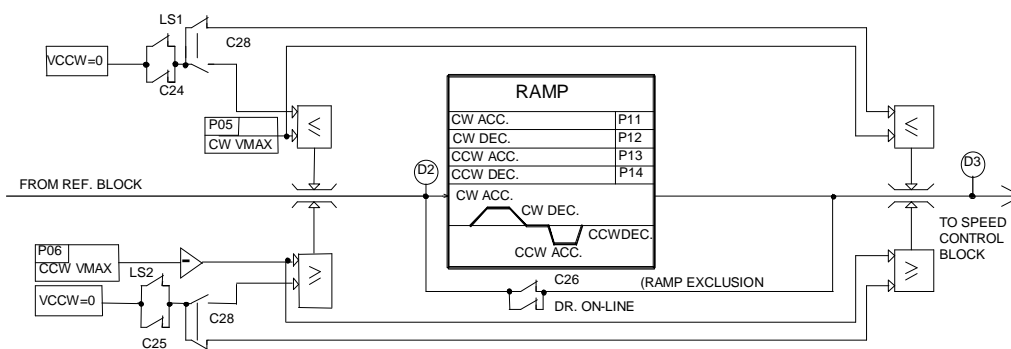 LS1
C28
VCCW=0
C24
RAMP
P05
CW VMAX
≤
CW ACC. P11
CW DEC. P12
CCW ACC. P13
CCW DEC. P14
≤
D2
D3
FROM REF. BLOCK
CW ACC.
CW DEC.
CCWDEC.
CCW ACC.
TO SPEED
CONTROL
BLOCK
P06
CCW VMAX
-
LS2
≥
≥
C26
(RAMP EXCLUSION
VCCW=0
C28
DR. ON-LINE
C25